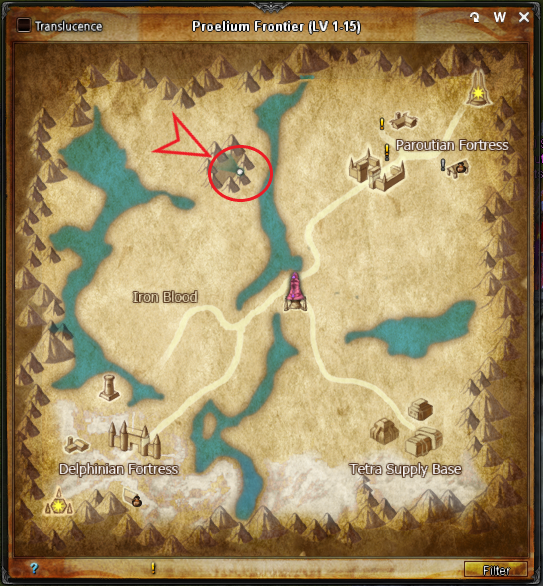 Translucence
Proelium Frontier (LV 1-15)
W
Paroutian Fortress
Iron Blood
Delphinian Fortress
Tetra Supply Base
?
!
Filter